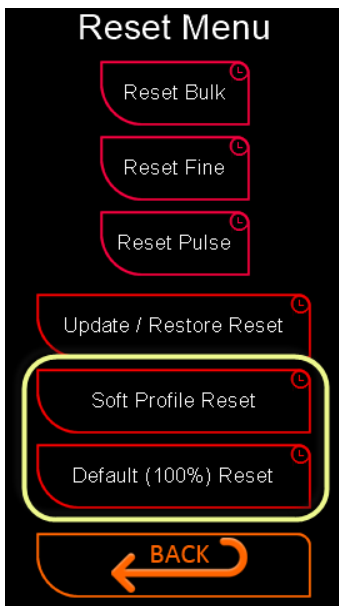 Reset Menu
Reset Bulk
Reset Fine
Reset Pulse
Update / Restore Reset
Soft Profile Reset
Default (100%) Reset
BACK